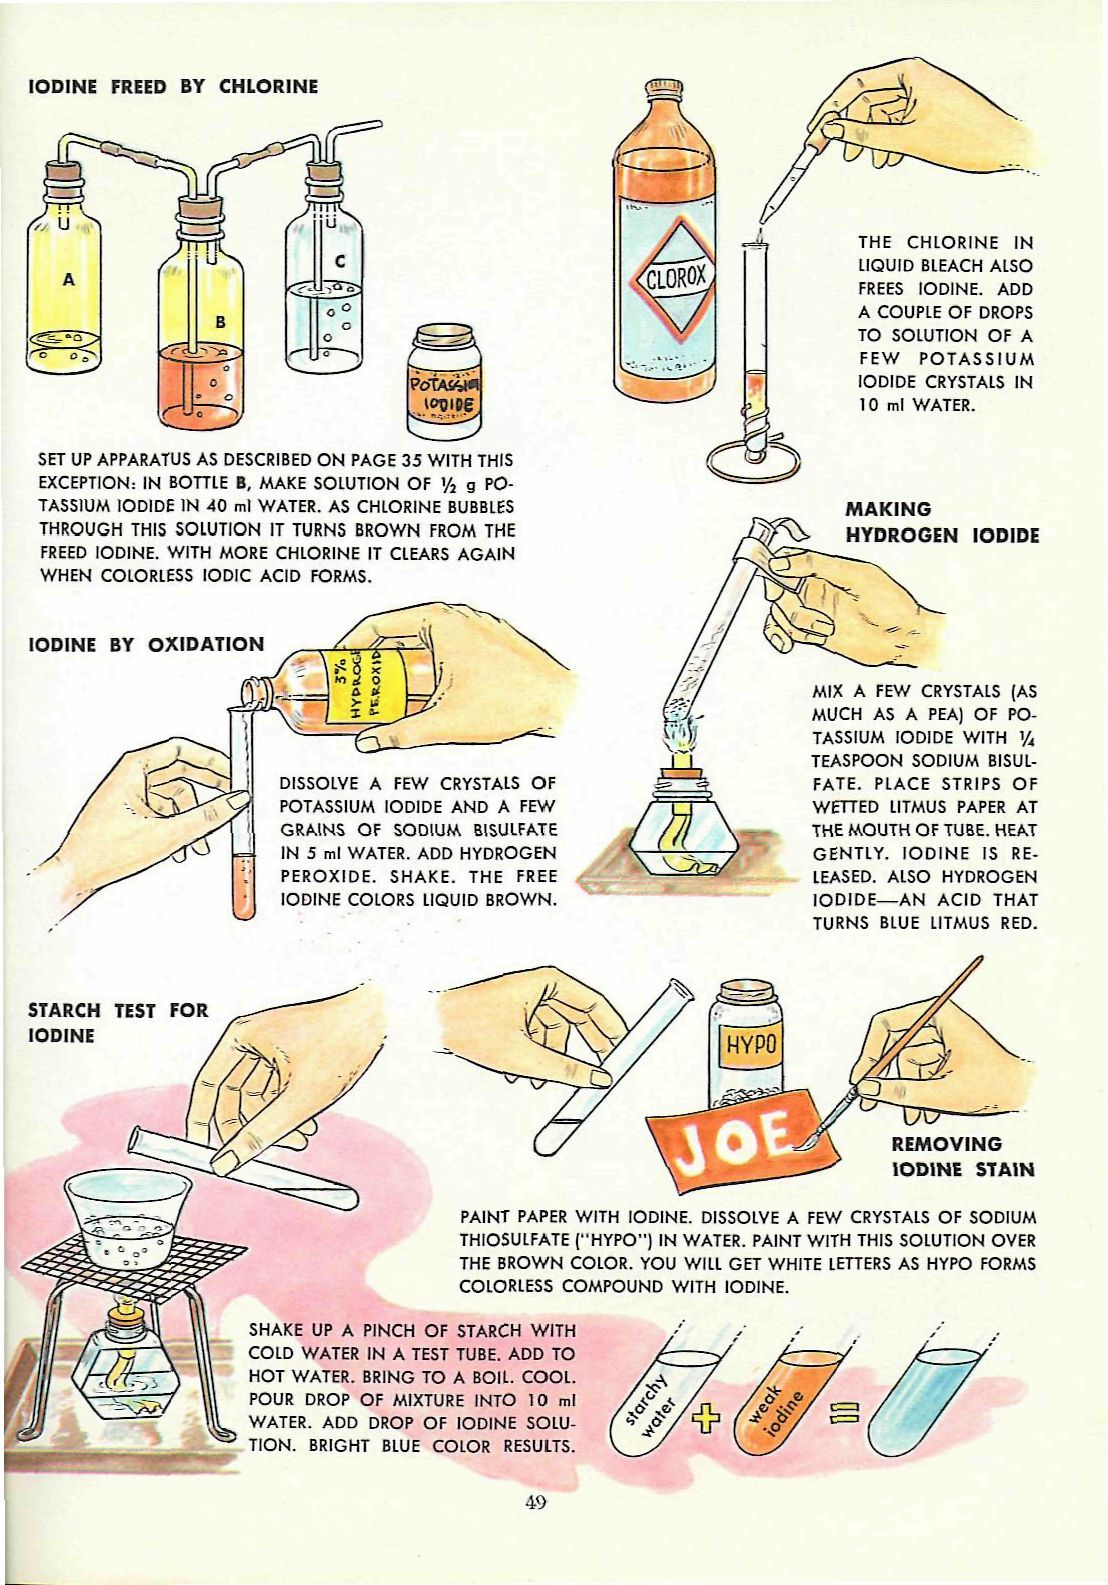 IODINE FREED BY CHLORINE
A
B
C
POTASSIUM
IODIDE
SET UP APPARATUS AS DESCRIBED ON PAGE 35 WITH THIS
EXCEPTION: IN BOTTLE B, MAKE SOLUTION OF ½ g PO-
TASSIUM IODIDE IN 40 ml WATER. AS CHLORINE BUBBLES
THROUGH THIS SOLUTION IT TURNS BROWN FROM THE
FREED IODINE. WITH MORE CHLORINE IT CLEARS AGAIN
WHEN COLORLESS IODIC ACID FORMS.
CLOROX
THE CHLORINE IN
LIQUID BLEACH ALSO
FREES IODINE. ADD
A COUPLE OF DROPS
TO SOLUTION OF A
FEW POTASSIUM
IODIDE CRYSTALS IN
10 ml WATER.
IODINE BY OXIDATION
3%
HYDROGE
PEROXID
DISSOLVE A FEW CRYSTALS OF
POTASSIUM IODIDE AND A FEW
GRAINS OF SODIUM BISULFATE
IN 5 ml WATER. ADD HYDROGEN
PEROXIDE. SHAKE. THE FREE
IODINE COLORS LIQUID BROWN.
MAKING
HYDROGEN IODIDE
MIX A FEW CRYSTALS (AS
MUCH AS A PEA) OF PO-
TASSIUM IODIDE WITH ¼
TEASPOON SODIUM BISUL-
FATE. PLACE STRIPS OF
WETTED LITMUS PAPER AT
THE MOUTH OF TUBE. HEAT
GENTLY. IODINE IS RE-
LEASED. ALSO HYDROGEN
IODIDE—AN ACID THAT
TURNS BLUE LITMUS RED.
STARCH TEST FOR
IODINE
SHAKE UP A PINCH OF STARCH WITH
COLD WATER IN A TEST TUBE. ADD TO
HOT WATER. BRING TO A BOIL. COOL.
POUR DROP OF MIXTURE INTO 10 ml
WATER. ADD DROP OF IODINE SOLU-
TION. BRIGHT BLUE COLOR RESULTS.
HYPO
JOE
REMOVING
IODINE STAIN
PAINT PAPER WITH IODINE. DISSOLVE A FEW CRYSTALS OF SODIUM
THIOSULFATE ("HYPO") IN WATER. PAINT WITH THIS SOLUTION OVER
THE BROWN COLOR. YOU WILL GET WHITE LETTERS AS HYPO FORMS
COLORLESS COMPOUND WITH IODINE.
starchy
water
+
weak
iodine
=
49